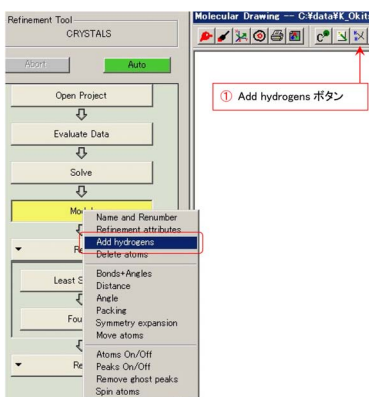 Refinement Tool
CRYSTALS
Abort
Auto
Open Project
Evaluate Data
Solve
Molecular Drawing -- C:¥data¥K_Okits
① Add hydrogens ボタン
Name and Renumber
Refinement attributes
Add hydrogens
Delete atoms
Bonds+Angles
Distance
Angle
Packing
Symmetry expansion
Move atoms
Atoms On/Off
Peaks On/Off
Remove ghost peaks
Spin atoms
Least S
Fou
Re
Re